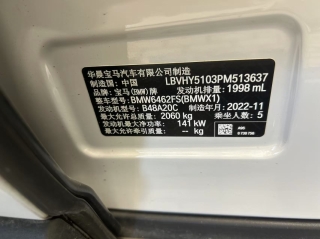 华晨宝马汽车有限公司制造
制造国：中国 LBVHY5103PM513637
品牌：宝马(BMW)牌 发动机排量：1998 mL
整车型号：BMW6462FS(BMWX1)
发动机型号：B48A20C 制造年月：2022-11
最大允许总质量：2060 kg 乘坐人数：5
发动机最大净功率：141 kW
最大允许牵引质量：--/-- kg